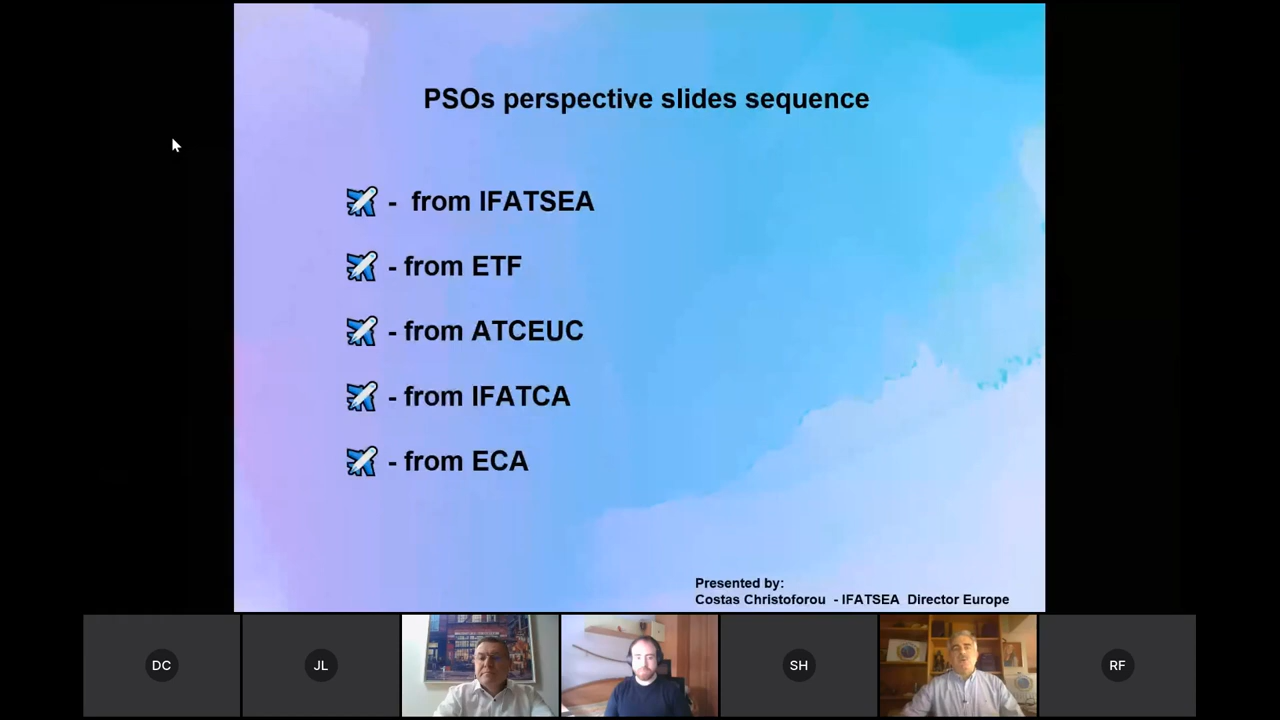 PSOs perspective slides sequence
- from IFATSEA
- from ETF
- from ATCEUC
- from IFATCA
- from ECA
Presented by:
Costas Christoforou - IFATSEA Director Europe
DC
JL
SH
RF